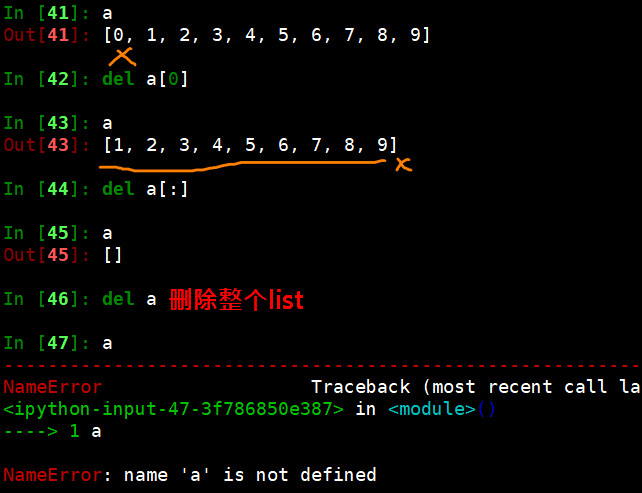 In [41]: a
Out[41]: [0, 1, 2, 3, 4, 5, 6, 7, 8, 9]
In [42]: del a[0]
In [43]: a
Out[43]: [1, 2, 3, 4, 5, 6, 7, 8, 9]
In [44]: del a[:]
In [45]: a
Out[45]: []
In [46]: del a 删除整个list
In [47]: a
---------------------------------------------------------------------------
NameError Traceback (most recent call la
<ipython-input-47-3f786850e387> in <module>()
----> 1 a
NameError: name 'a' is not defined